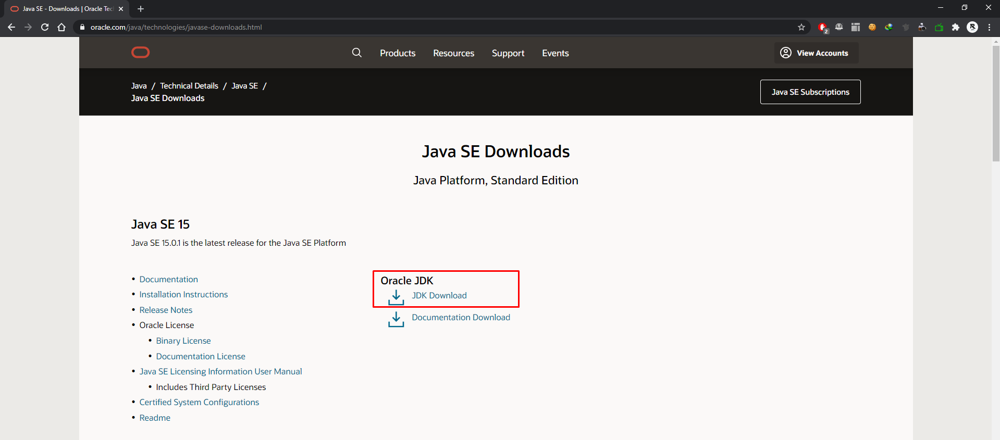 Java SE - Downloads | Oracle Tec
oracle.com/java/technologies/javase-downloads.html
2
Products Resources Support Events
View Accounts
Java / Technical Details / Java SE /
Java SE Downloads
Java SE Subscriptions
Java SE Downloads
Java Platform, Standard Edition
Java SE 15
Java SE 15.0.1 is the latest release for the Java SE Platform
• Documentation
• Installation Instructions
• Release Notes
• Oracle License
• Binary License
• Documentation License
• Java SE Licensing Information User Manual
• Includes Third Party Licenses
• Certified System Configurations
• Readme
Oracle JDK
JDK Download
Documentation Download